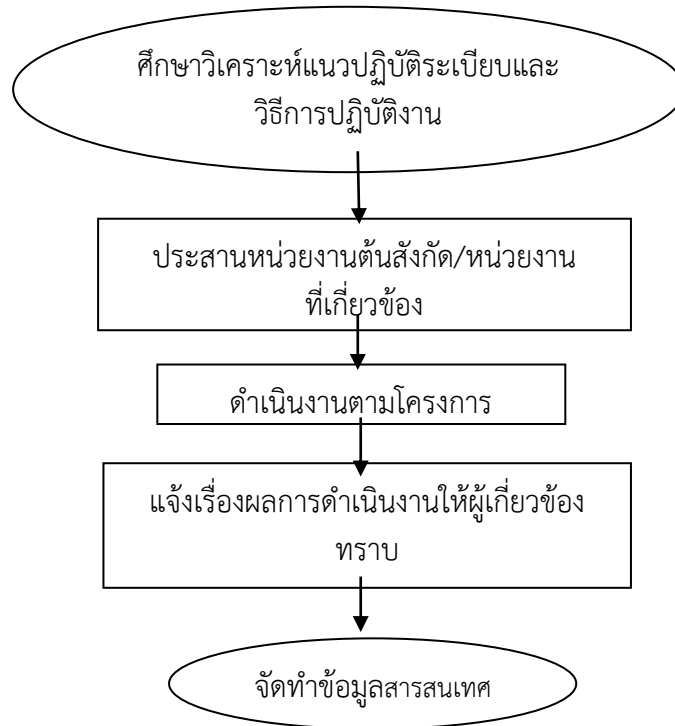 ศึกษาวิเคราะห์แนวปฏิบัติระเบียบและ
วิธีการปฏิบัติงาน
ประสานหน่วยงานต้นสังกัด/หน่วยงาน
ที่เกี่ยวข้อง
ดำเนินงานตามโครงการ
แจ้งเรื่องผลการดำเนินงานให้ผู้เกี่ยวข้อง
ทราบ
จัดทำข้อมูลสารสนเทศ